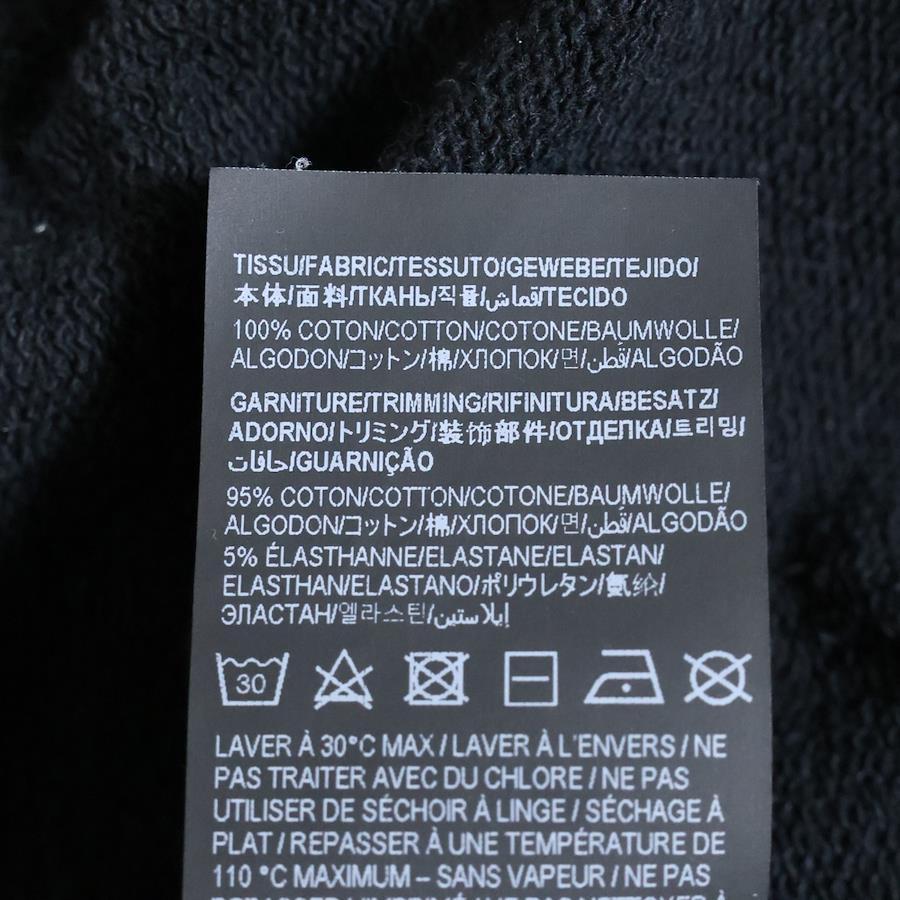 TISSU/FABRIC/TESSUTO/GEWEBE/TEJIDO/
本体/面料/ТКАНЬ/직물/قماش/TECIDO
100% COTON/COTTON/COTONE/BAUMWOLLE/
ALGODON/コットン/棉/ХЛОПОК/면/قُطن/ALGODÃO
GARNITURE/TRIMMING/RIFINITURA/BESATZ/
ADORNO/トリミング/装饰部件/ОТДЕПКА/트리밍/
حافات/GUARNIÇÃO
95% COTON/COTTON/COTONE/BAUMWOLLE/
ALGODON/コットン/棉/ХЛОПОК/면/قُطن/ALGODÃO
5% ÉLASTHANNE/ELASTANE/ELASTAN/
ELASTHAN/ELASTANO/ポリウレタン/氨纶/
ЭЛАСТАН/엘라스틴/إيلاستين
30
LAVER À 30°C MAX / LAVER À L'ENVERS / NE
PAS TRAITER AVEC DU CHLORE / NE PAS
UTILISER DE SÉCHOIR À LINGE / SÉCHAGE À
PLAT / REPASSER À UNE TEMPÉRATURE DE
110 °C MAXIMUM – SANS VAPEUR / NE PAS